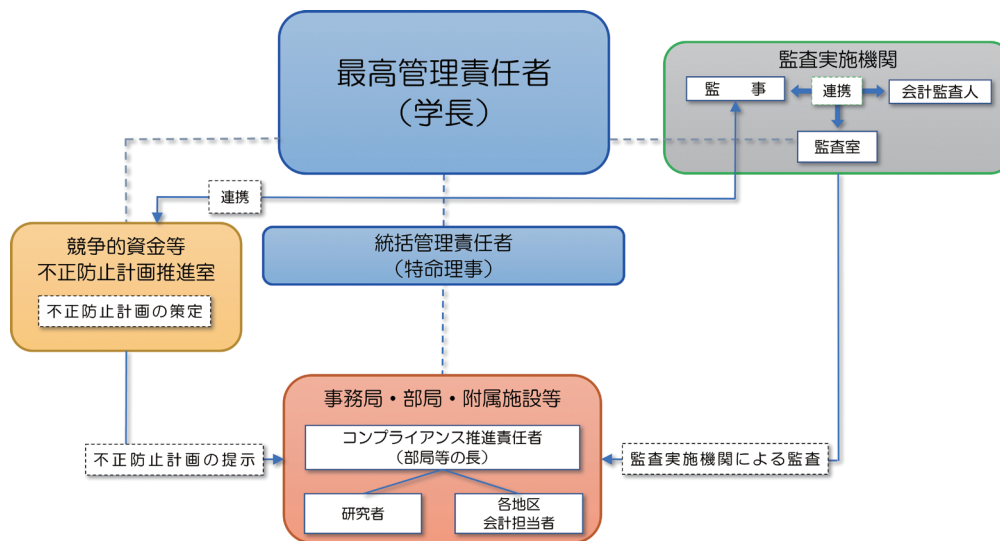 最高管理責任者
（学長）
監査実施機関
監　事
連携
会計監査人
監査室
連携
競争的資金等
不正防止計画推進室
不正防止計画の策定
統括管理責任者
（特命理事）
事務局・部局・附属施設等
コンプライアンス推進責任者
（部局等の長）
不正防止計画の提示
監査実施機関による監査
研究者
各地区
会計担当者